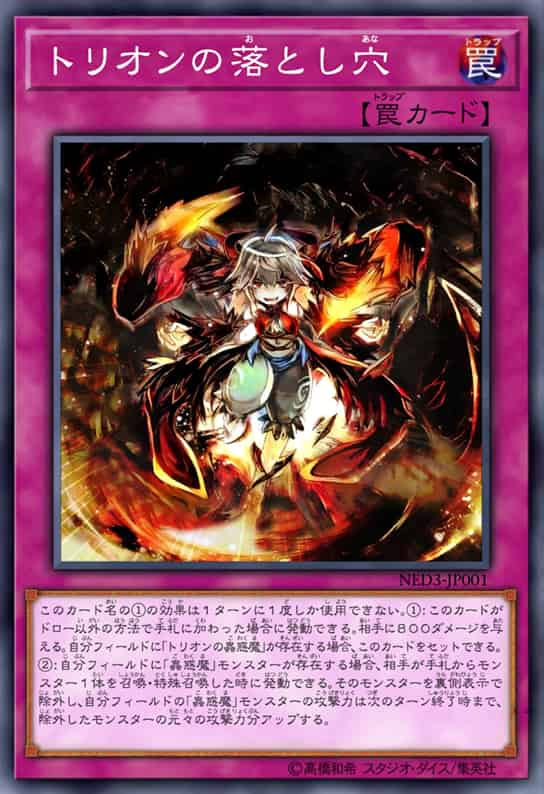 トリオンの落とし穴
罠
【罠カード】
NED3-JP001
このカード名の①の効果は1ターンに1度しか使用できない。①:このカードが
ドロー以外の方法で手札に加わった場合に発動できる。相手に800ダメージを与
える。自分フィールドに「トリオンの蟲惑魔」が存在する場合、このカードをセットできる。
②:自分フィールドに「蟲惑魔」モンスターが存在する場合、相手が手札からモン
スター1体を召喚・特殊召喚した時に発動できる。そのモンスターを裏側表示で
除外し、自分フィールドの「蟲惑魔」モンスターの攻撃力は次のターン終了時まで、
除外したモンスターの元々の攻撃力分アップする。
©高橋和希 スタジオ・ダイス/集英社